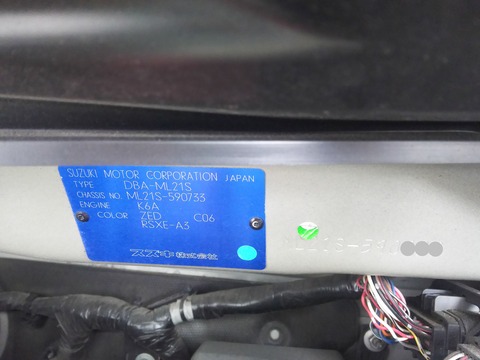 SUZUKI MOTOR CORPORATION JAPAN
TYPE DBA-ML21S
CHASSIS NO. ML21S-590733
ENGINE K6A
COLOR ZED C06
RSXE-A3
スズキ株式会社